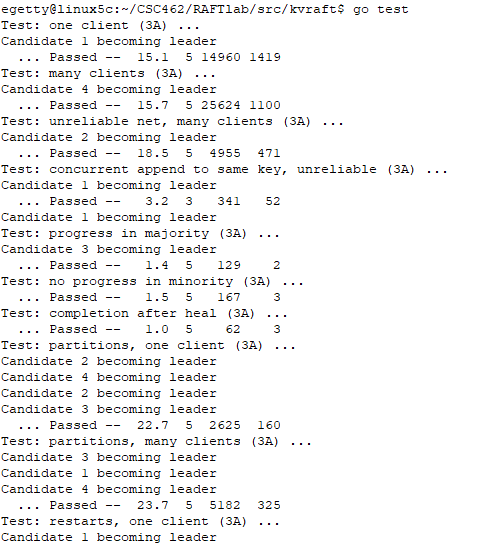 egetty@linux5c:~/CSC462/RAFTlab/src/kvraft$ go test
Test: one client (3A) ...
Candidate 1 becoming leader
  ... Passed --  15.1  5 14960 1419
Test: many clients (3A) ...
Candidate 4 becoming leader
  ... Passed --  15.7  5 25624 1100
Test: unreliable net, many clients (3A) ...
Candidate 2 becoming leader
  ... Passed --  18.5  5  4955  471
Test: concurrent append to same key, unreliable (3A) ...
Candidate 1 becoming leader
  ... Passed --   3.2  3   341   52
Candidate 1 becoming leader
Test: progress in majority (3A) ...
Candidate 3 becoming leader
  ... Passed --   1.4  5   129    2
Test: no progress in minority (3A) ...
  ... Passed --   1.5  5   167    3
Test: completion after heal (3A) ...
  ... Passed --   1.0  5    62    3
Test: partitions, one client (3A) ...
Candidate 2 becoming leader
Candidate 4 becoming leader
Candidate 2 becoming leader
Candidate 3 becoming leader
  ... Passed --  22.7  5  2625  160
Test: partitions, many clients (3A) ...
Candidate 3 becoming leader
Candidate 1 becoming leader
Candidate 4 becoming leader
  ... Passed --  23.7  5  5182  325
Test: restarts, one client (3A) ...
Candidate 1 becoming leader